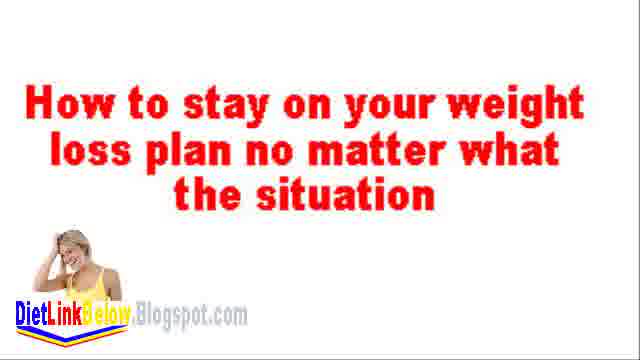 How to stay on your weight
loss plan no matter what
the situation
DietLinkBelow.Blogspot.com